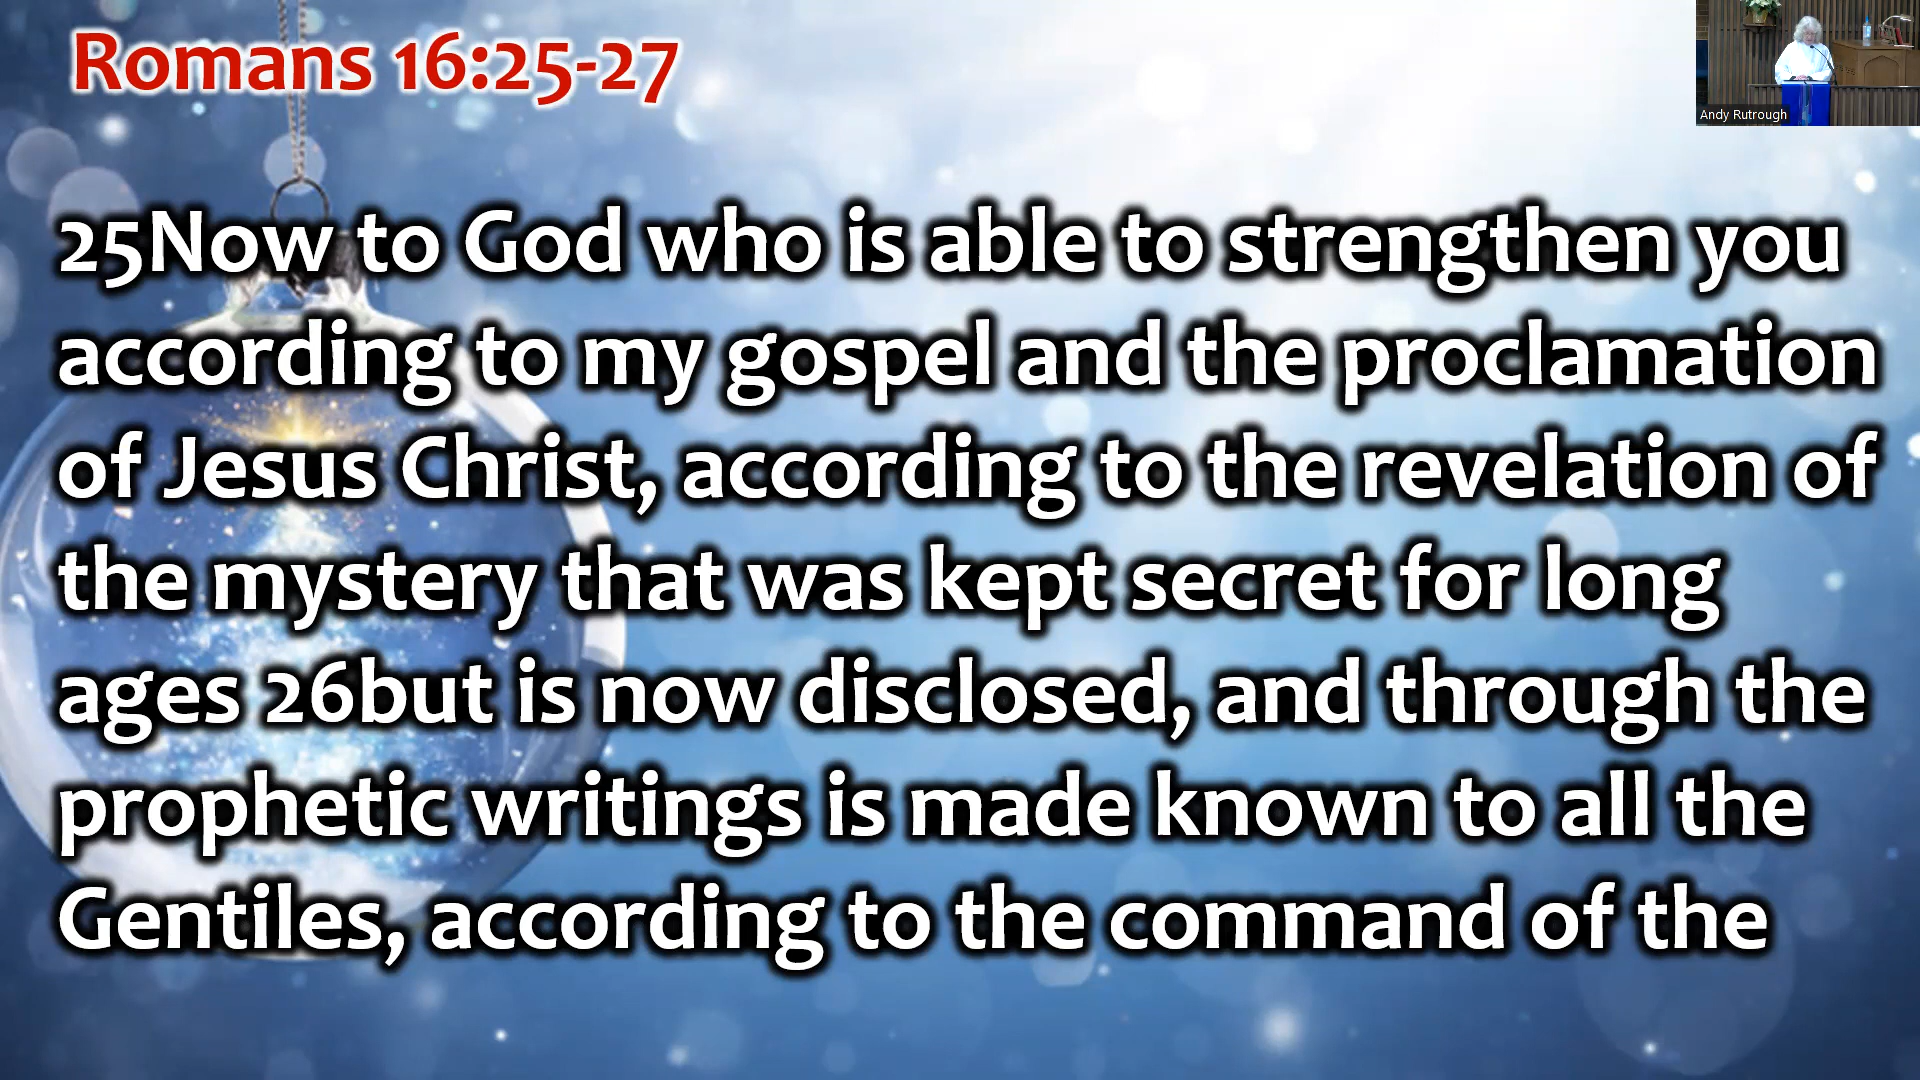 Romans 16:25-27
Andy Rutrough
25Now to God who is able to strengthen you
according to my gospel and the proclamation
of Jesus Christ, according to the revelation of
the mystery that was kept secret for long
ages 26but is now disclosed, and through the
prophetic writings is made known to all the
Gentiles, according to the command of the